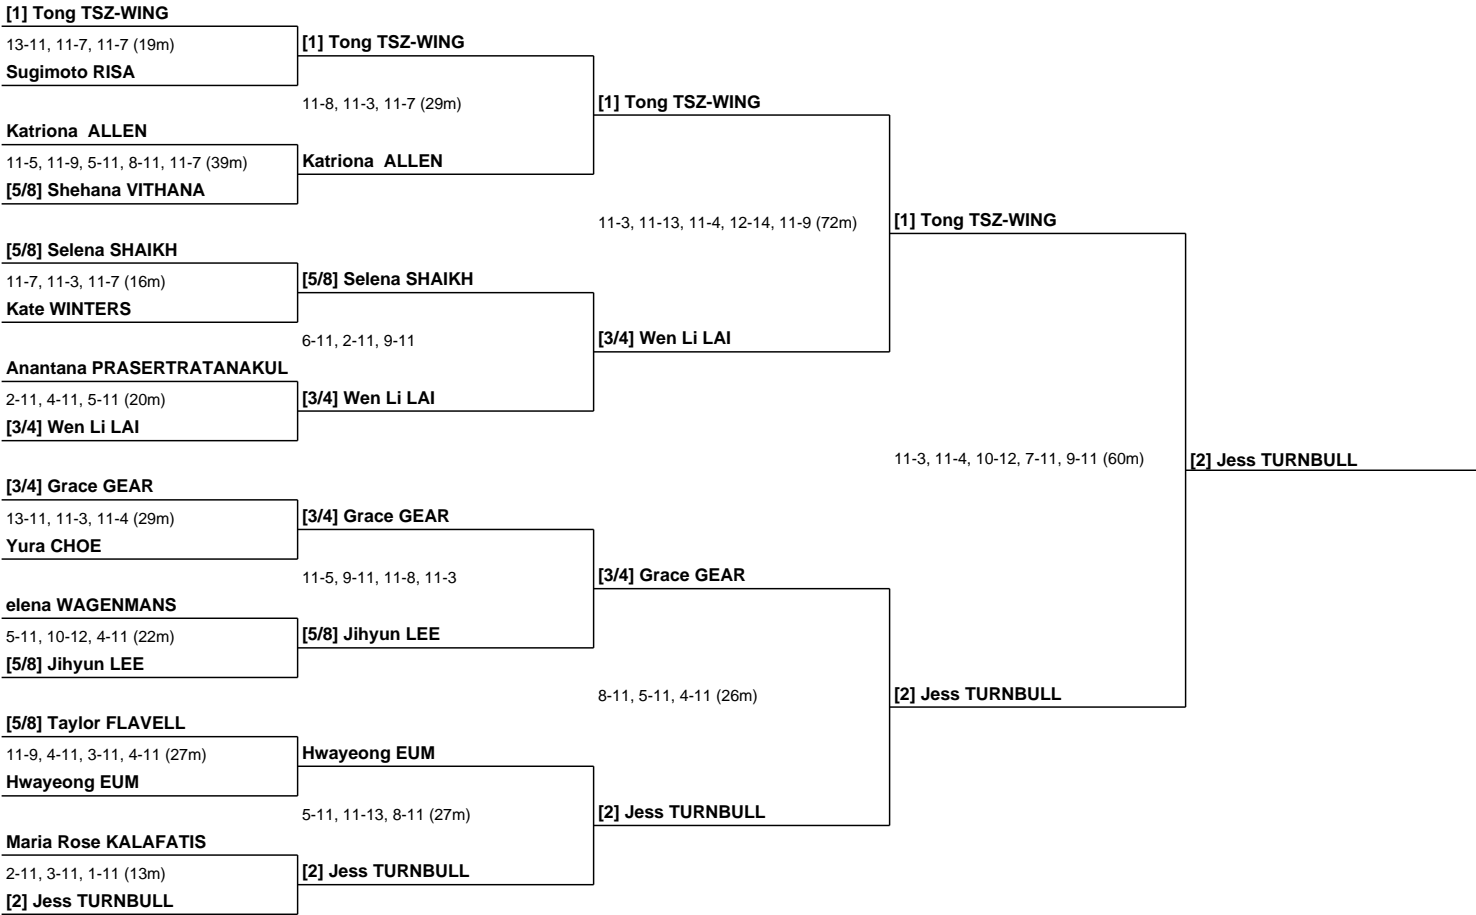 [1] Tong TSZ-WING
13-11, 11-7, 11-7 (19m)
Sugimoto RISA
Katriona  ALLEN
11-5, 11-9, 5-11, 8-11, 11-7 (39m)
[5/8] Shehana VITHANA
[5/8] Selena SHAIKH
11-7, 11-3, 11-7 (16m)
Kate WINTERS
Anantana PRASERTRATANAKUL
2-11, 4-11, 5-11 (20m)
[3/4] Wen Li LAI
[3/4] Grace GEAR
13-11, 11-3, 11-4 (29m)
Yura CHOE
elena WAGENMANS
5-11, 10-12, 4-11 (22m)
[5/8] Jihyun LEE
[5/8] Taylor FLAVELL
11-9, 4-11, 3-11, 4-11 (27m)
Hwayeong EUM
Maria Rose KALAFATIS
2-11, 3-11, 1-11 (13m)
[2] Jess TURNBULL
[1] Tong TSZ-WING
11-8, 11-3, 11-7 (29m)
Katriona  ALLEN
[5/8] Selena SHAIKH
6-11, 2-11, 9-11
[3/4] Wen Li LAI
[3/4] Grace GEAR
11-5, 9-11, 11-8, 11-3
[5/8] Jihyun LEE
Hwayeong EUM
5-11, 11-13, 8-11 (27m)
[2] Jess TURNBULL
[1] Tong TSZ-WING
11-3, 11-13, 11-4, 12-14, 11-9 (72m)
[3/4] Wen Li LAI
[3/4] Grace GEAR
8-11, 5-11, 4-11 (26m)
[2] Jess TURNBULL
[1] Tong TSZ-WING
11-3, 11-4, 10-12, 7-11, 9-11 (60m)
[2] Jess TURNBULL
[2] Jess TURNBULL